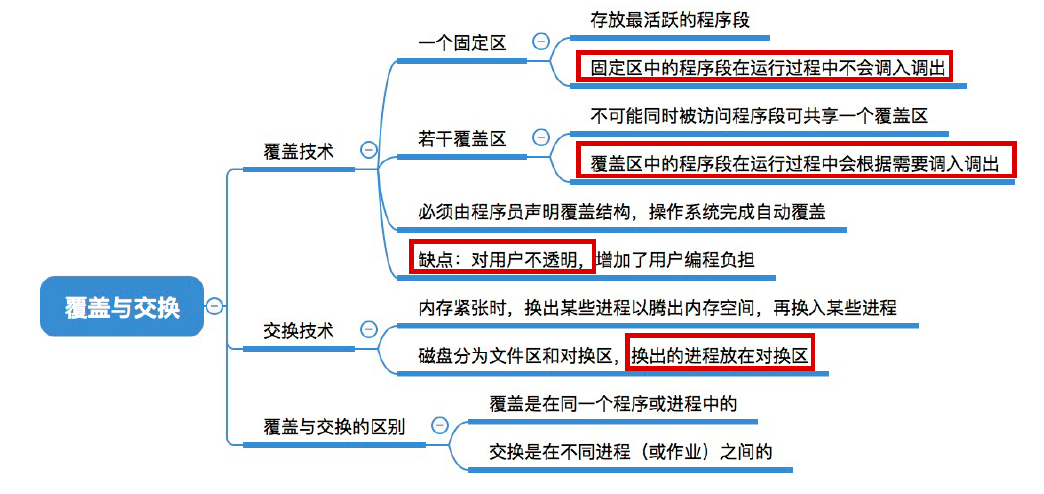 覆盖与交换
覆盖技术
一个固定区
存放最活跃的程序段
固定区中的程序段在运行过程中不会调入调出
若干覆盖区
不可能同时被访问程序段可共享一个覆盖区
覆盖区中的程序段在运行过程中会根据需要调入调出
必须由程序员声明覆盖结构，操作系统完成自动覆盖
缺点：对用户不透明，增加了用户编程负担
交换技术
内存紧张时，换出某些进程以腾出内存空间，再换入某些进程
磁盘分为文件区和对换区，换出的进程放在对换区
覆盖与交换的区别
覆盖是在同一个程序或进程中的
交换是在不同进程（或作业）之间的